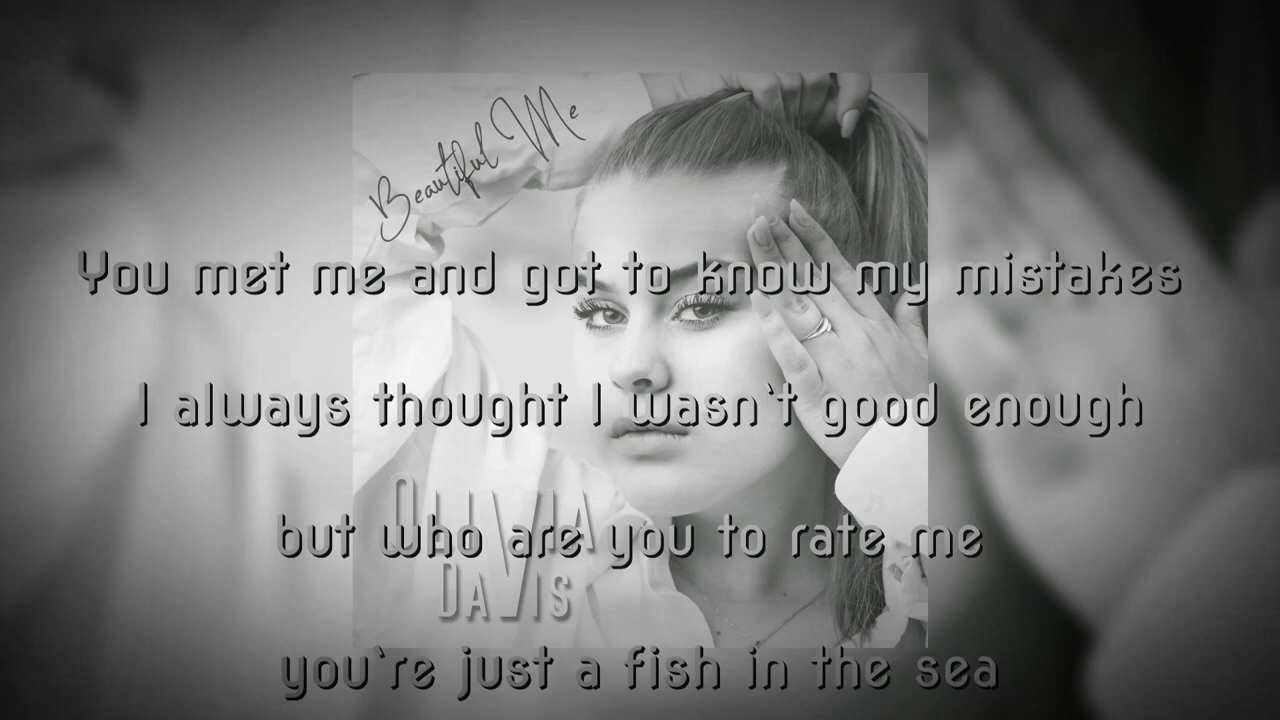 Beautiful Me
You met me and got to know my mistakes
I always thought I wasn't good enough
OLIVIA
but who are you to rate me
DAVIS
you're just a fish in the sea